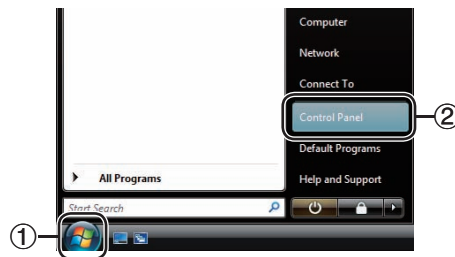 Computer
Network
Connect To
Control Panel
②
Default Programs
All Programs
Help and Support
Start Search
①